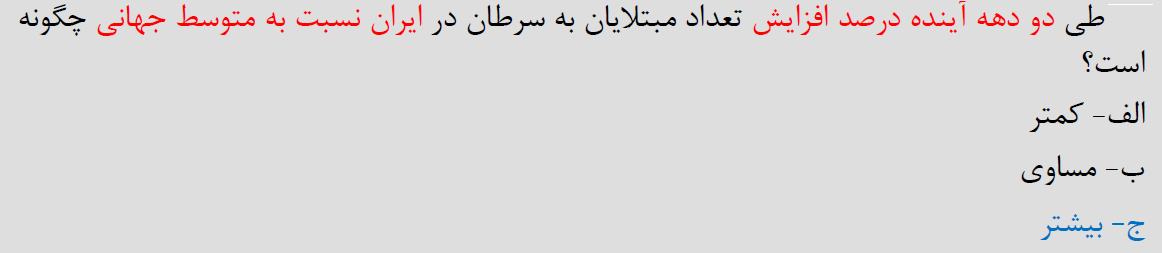 طی دو دهه آینده درصد افزایش تعداد مبتلایان به سرطان در ایران نسبت به متوسط جهانی چگونه
است؟
الف- کمتر
ب- مساوی
ج- بیشتر